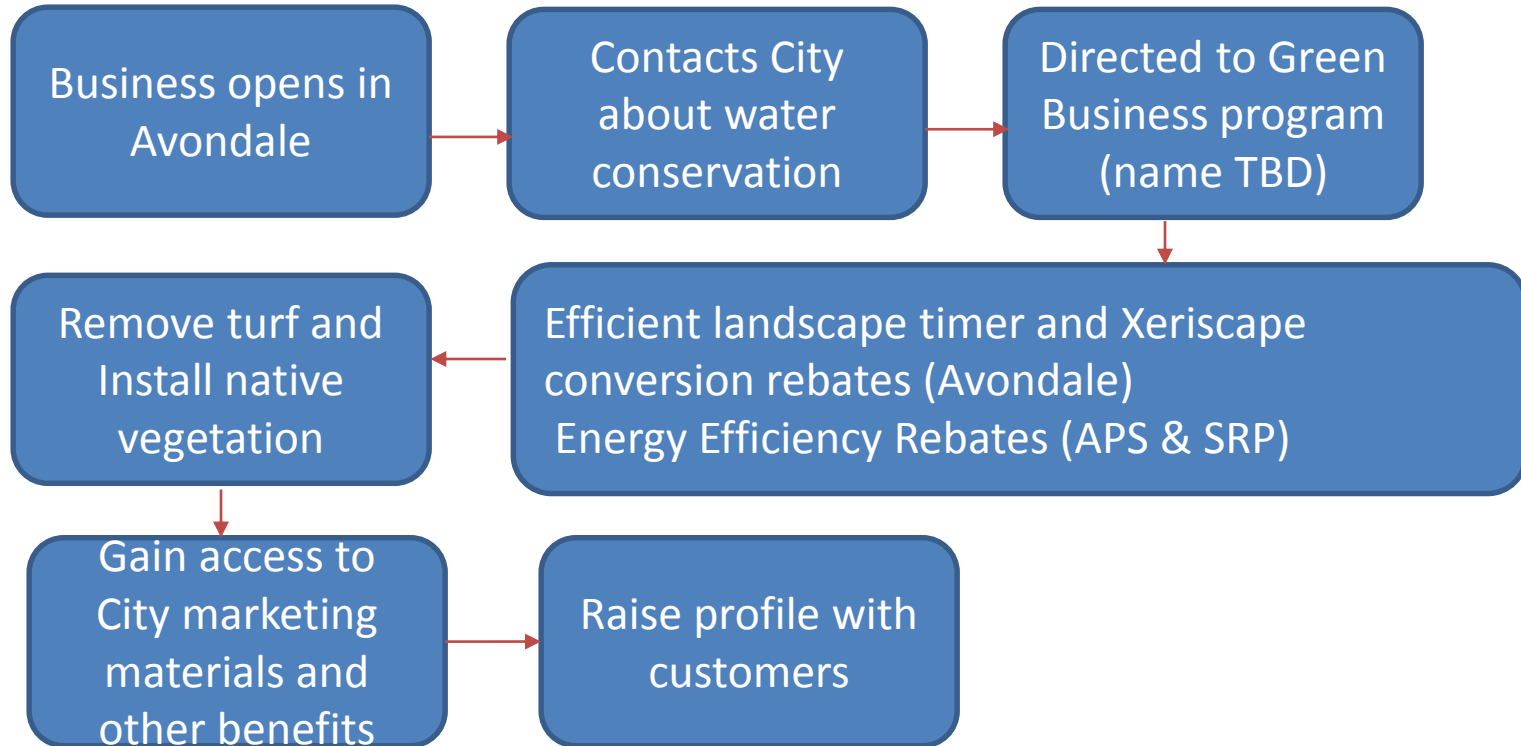 Business opens in
Avondale
Contacts City
about water
conservation
Directed to Green
Business program
(name TBD)
Efficient landscape timer and Xeriscape
conversion rebates (Avondale)
Energy Efficiency Rebates (APS & SRP)
Remove turf and
Install native
vegetation
Gain access to
City marketing
materials and
other benefits
Raise profile with
customers